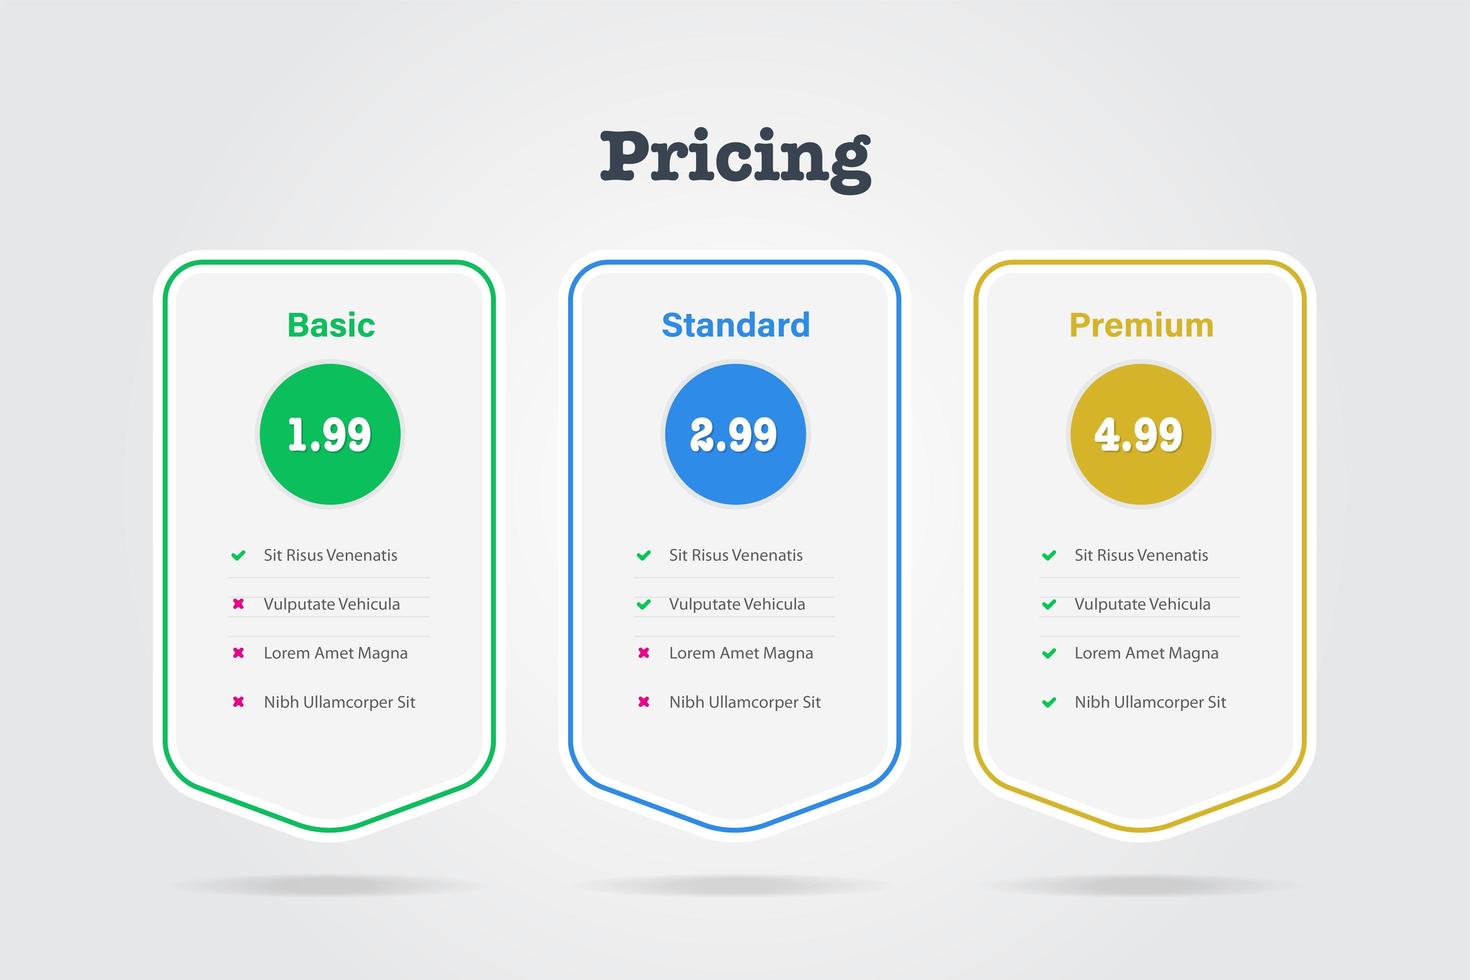 Pricing
Basic
1.99
Sit Risus Venenatis
Vulputate Vehicula
Lorem Amet Magna
Nibh Ullamcorper Sit
Standard
2.99
Sit Risus Venenatis
Vulputate Vehicula
Lorem Amet Magna
Nibh Ullamcorper Sit
Premium
4.99
Sit Risus Venenatis
Vulputate Vehicula
Lorem Amet Magna
Nibh Ullamcorper Sit